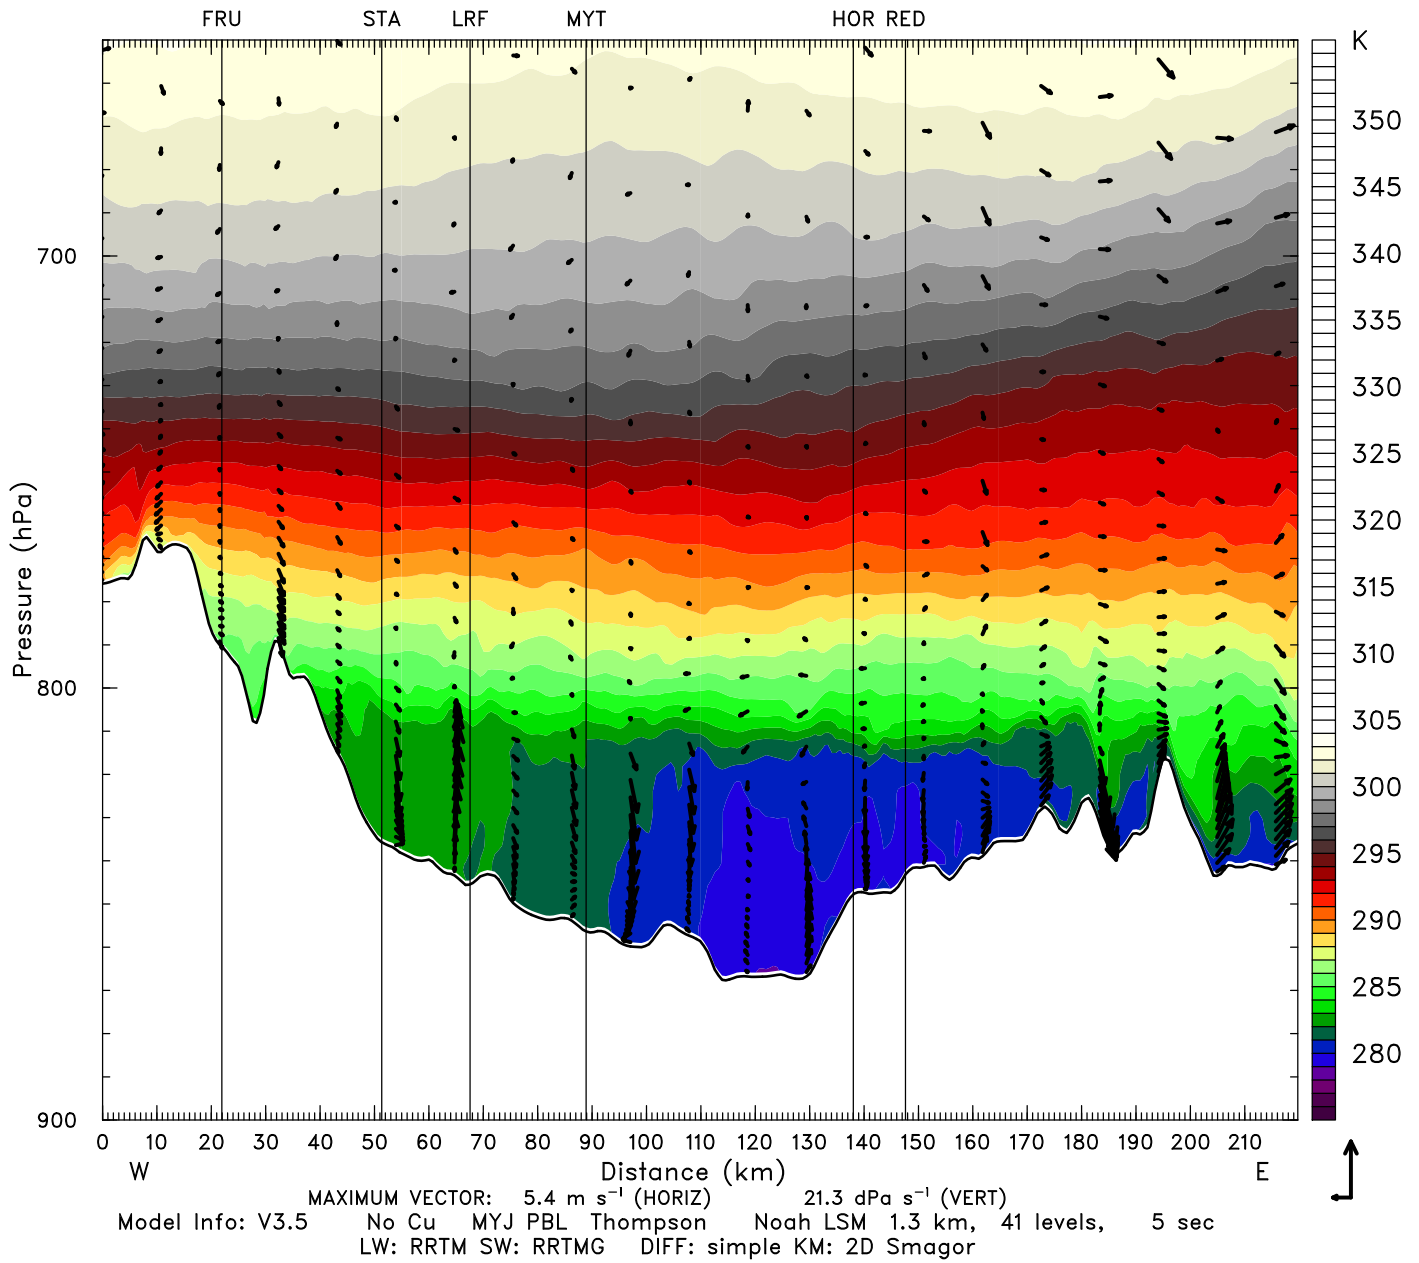 FRU STA LRF MYT HOR RED
K
350
345
340
700
335
330
325
320
315
310
800
305
300
295
290
285
280
900
Pressure (hPa)
0 10 20 30 40 50 60 70 80 90 100 110 120 130 140 150 160 170 180 190 200 210
W Distance (km) E
MAXIMUM VECTOR: 5.4 m s⁻¹ (HORIZ) 21.3 dPa s⁻¹ (VERT)
Model Info: V3.5 No Cu MYJ PBL Thompson Noah LSM 1.3 km, 41 levels, 5 sec
LW: RRTM SW: RRTMG DIFF: simple KM: 2D Smagor